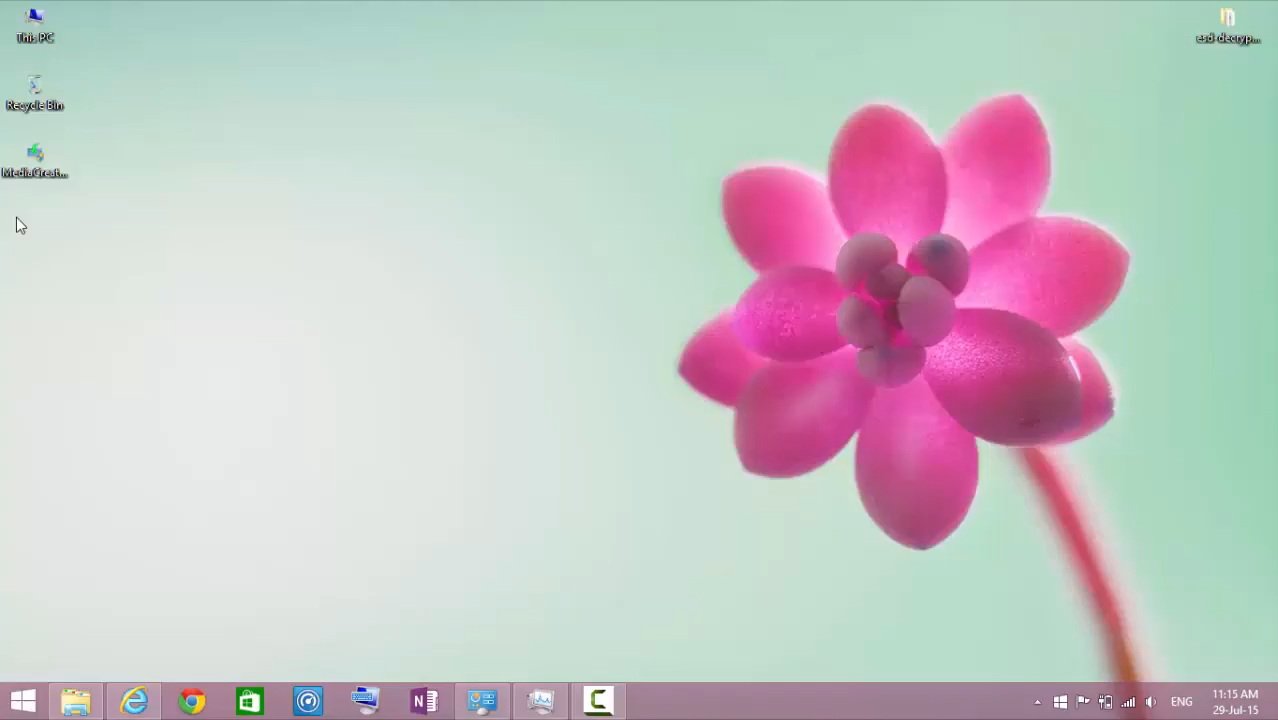 This PC
esd-decryp...
Recycle Bin
MediaCreat...
ENG
11:15 AM
29-Jul-15